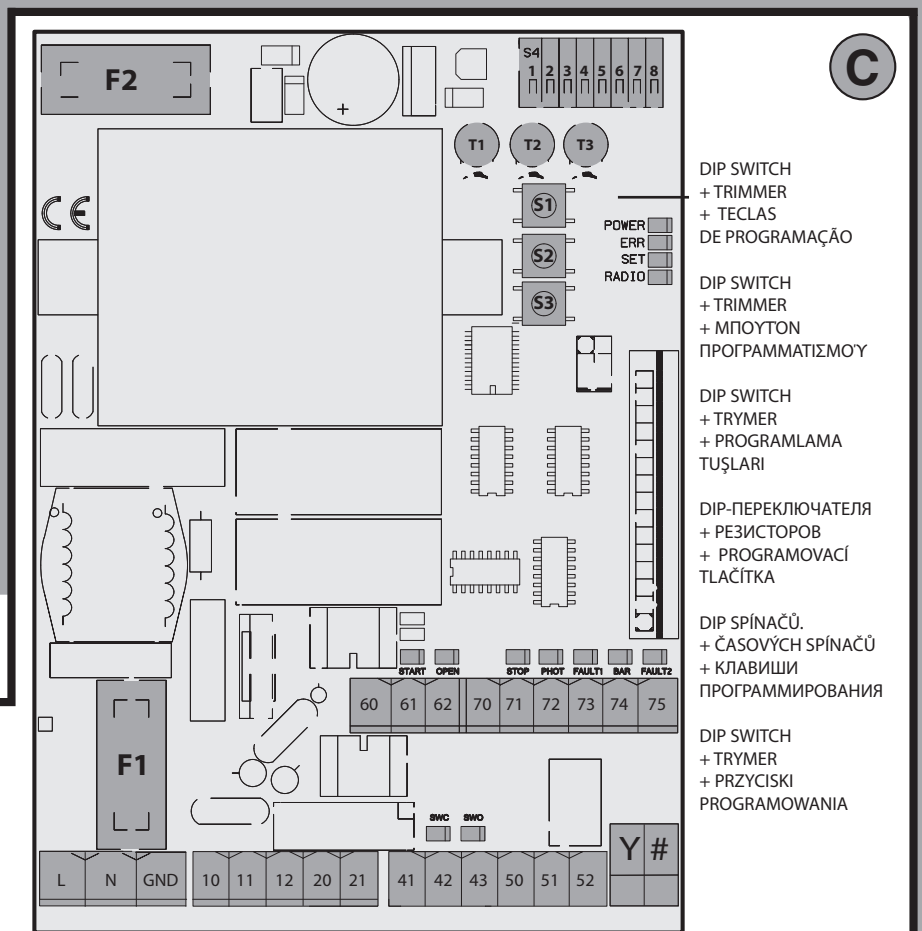 F2
+
S4
1 2 3 4 5 6 7 8
C
T1 T2 T3
CE
S1
S2
S3
POWER
ERR
SET
RADIO
DIP SWITCH
+ TRIMMER
+ TECLAS
DE PROGRAMAÇÃO
DIP SWITCH
+ TRIMMER
+ ΜΠΟΥΤΌΝ
ΠΡΟΓΡΑΜΜΑΤΙΣΜΟΎ
DIP SWITCH
+ TRYMER
+ PROGRAMLAMA
TUŞLARI
DIP-ПЕРЕКЛЮЧАТЕЛЯ
+ РЕЗИСТОРОВ
+ PROGRAMOVACÍ
TLAČÍTKA
DIP SPÍNAČŮ.
+ ČASOVÝCH SPÍNAČŮ
+ КЛАВИШИ
ПРОГРАММИРОВАНИЯ
DIP SWITCH
+ TRYMER
+ PRZYCISKI
PROGRAMOWANIA
START OPEN STOP PHOT FAULT1 BAR FAULT2
60 61 62 70 71 72 73 74 75
F1
SWC SWO
L N GND 10 11 12 20 21 41 42 43 50 51 52 Y #